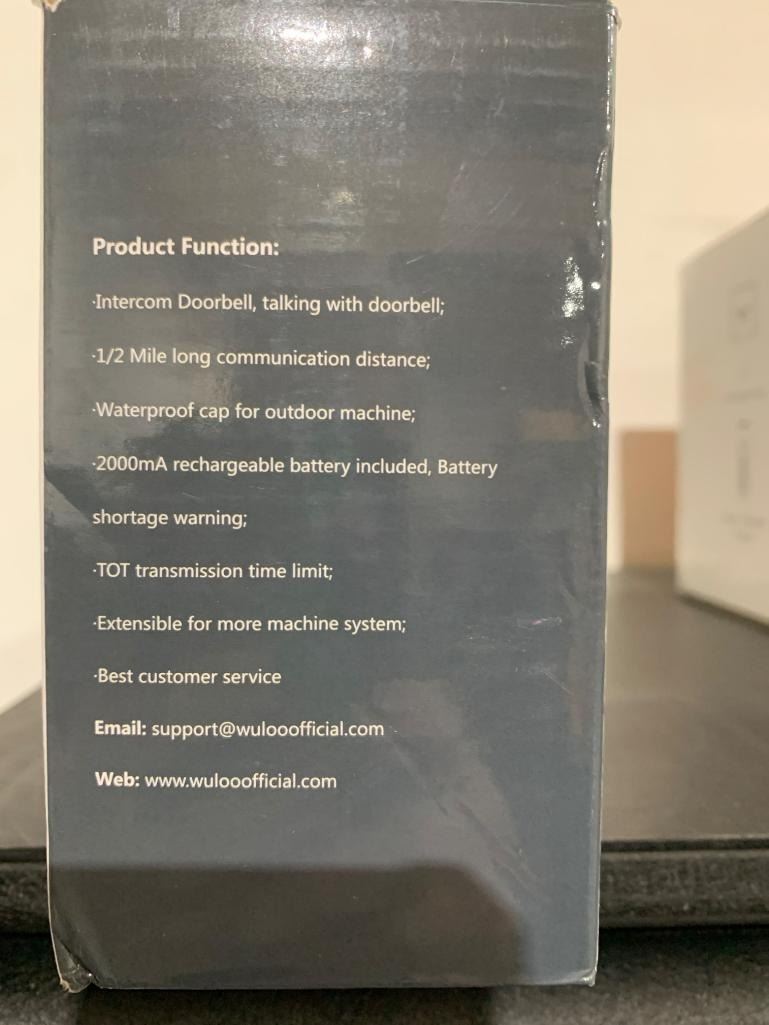 Product Function:
·Intercom Doorbell, talking with doorbell;
·1/2 Mile long communication distance;
·Waterproof cap for outdoor machine;
·2000mA rechargeable battery included, Battery
shortage warning;
·TOT transmission time limit;
·Extensible for more machine system;
·Best customer service
Email: support@wulooofficial.com
Web: www.wulooofficial.com